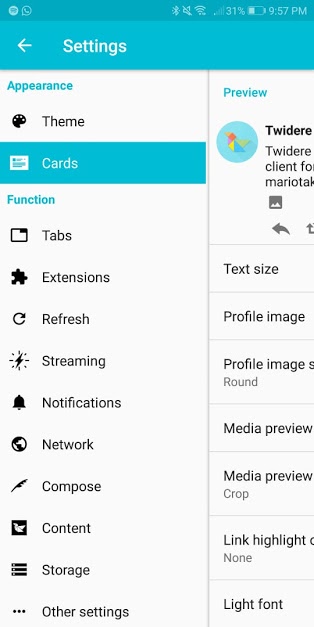 31% 9:57 PM
Settings
Appearance
Theme
Cards
Function
Tabs
Extensions
Refresh
Streaming
Notifications
Network
Compose
Content
Storage
Other settings
Preview
Twidere
Twidere
client for
mariotak
Text size
Profile image
Profile image s
Round
Media preview
Media preview
Crop
Link highlight o
None
Light font